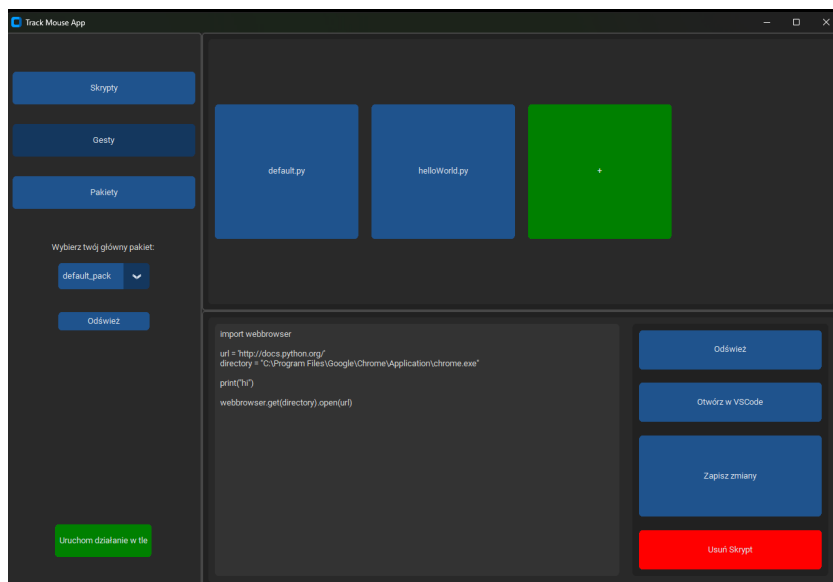 Track Mouse App
Skrypty
Gesty
Pakiety
Wybierz twój główny pakiet:
default_pack
Odśwież
Uruchom działanie w tle
default.py
helloWorld.py
+
import webbrowser
url = 'http://docs.python.org/'
directory = "C:\Program Files\Google\Chrome\Application\chrome.exe"
print("hi")
webbrowser.get(directory).open(url)
Odśwież
Otwórz w VSCode
Zapisz zmiany
Usuń Skrypt